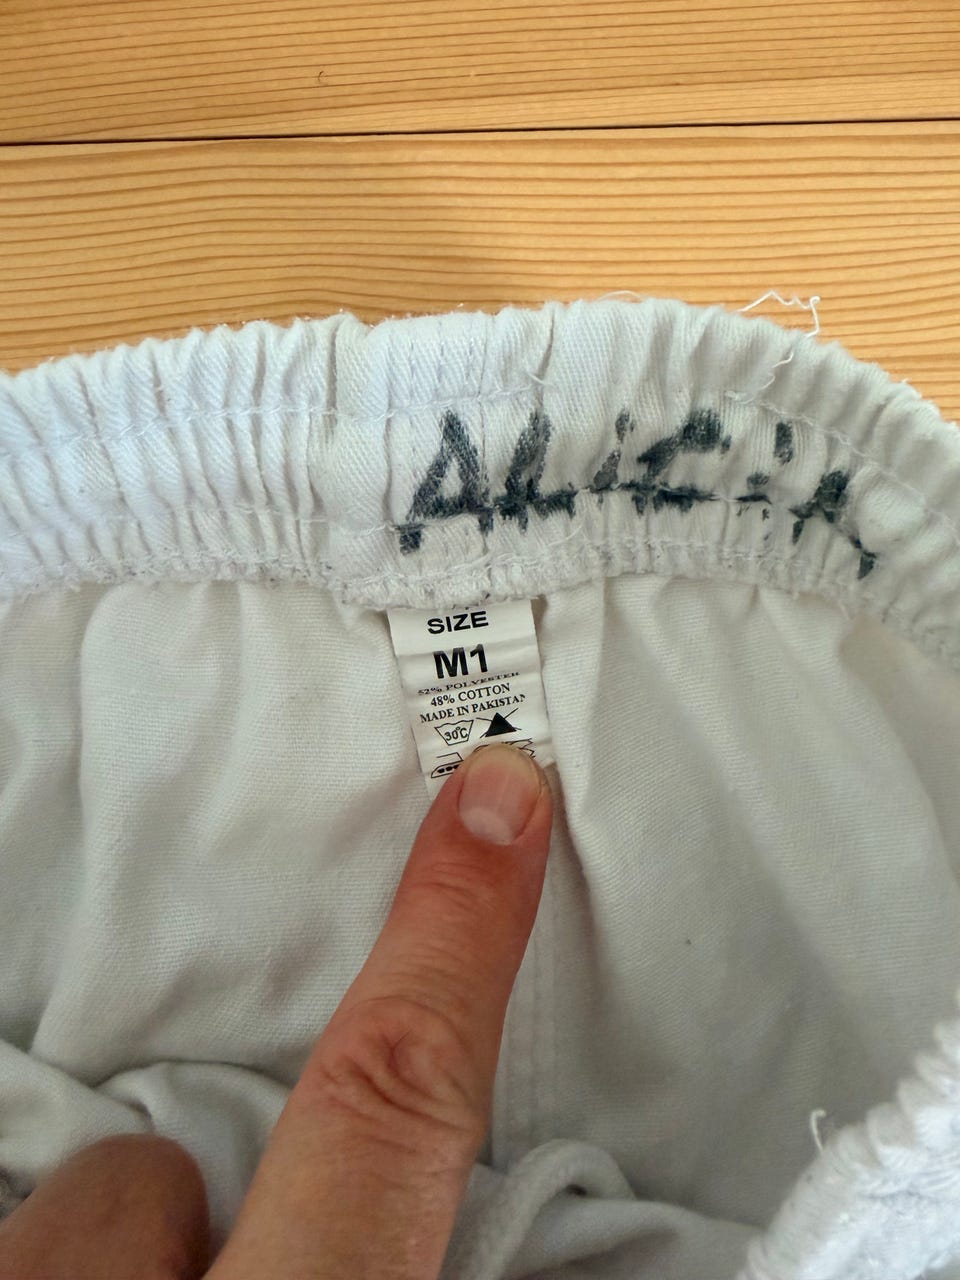 SIZE
M1
52% POLYESTER
48% COTTON
MADE IN PAKISTAN
30°C